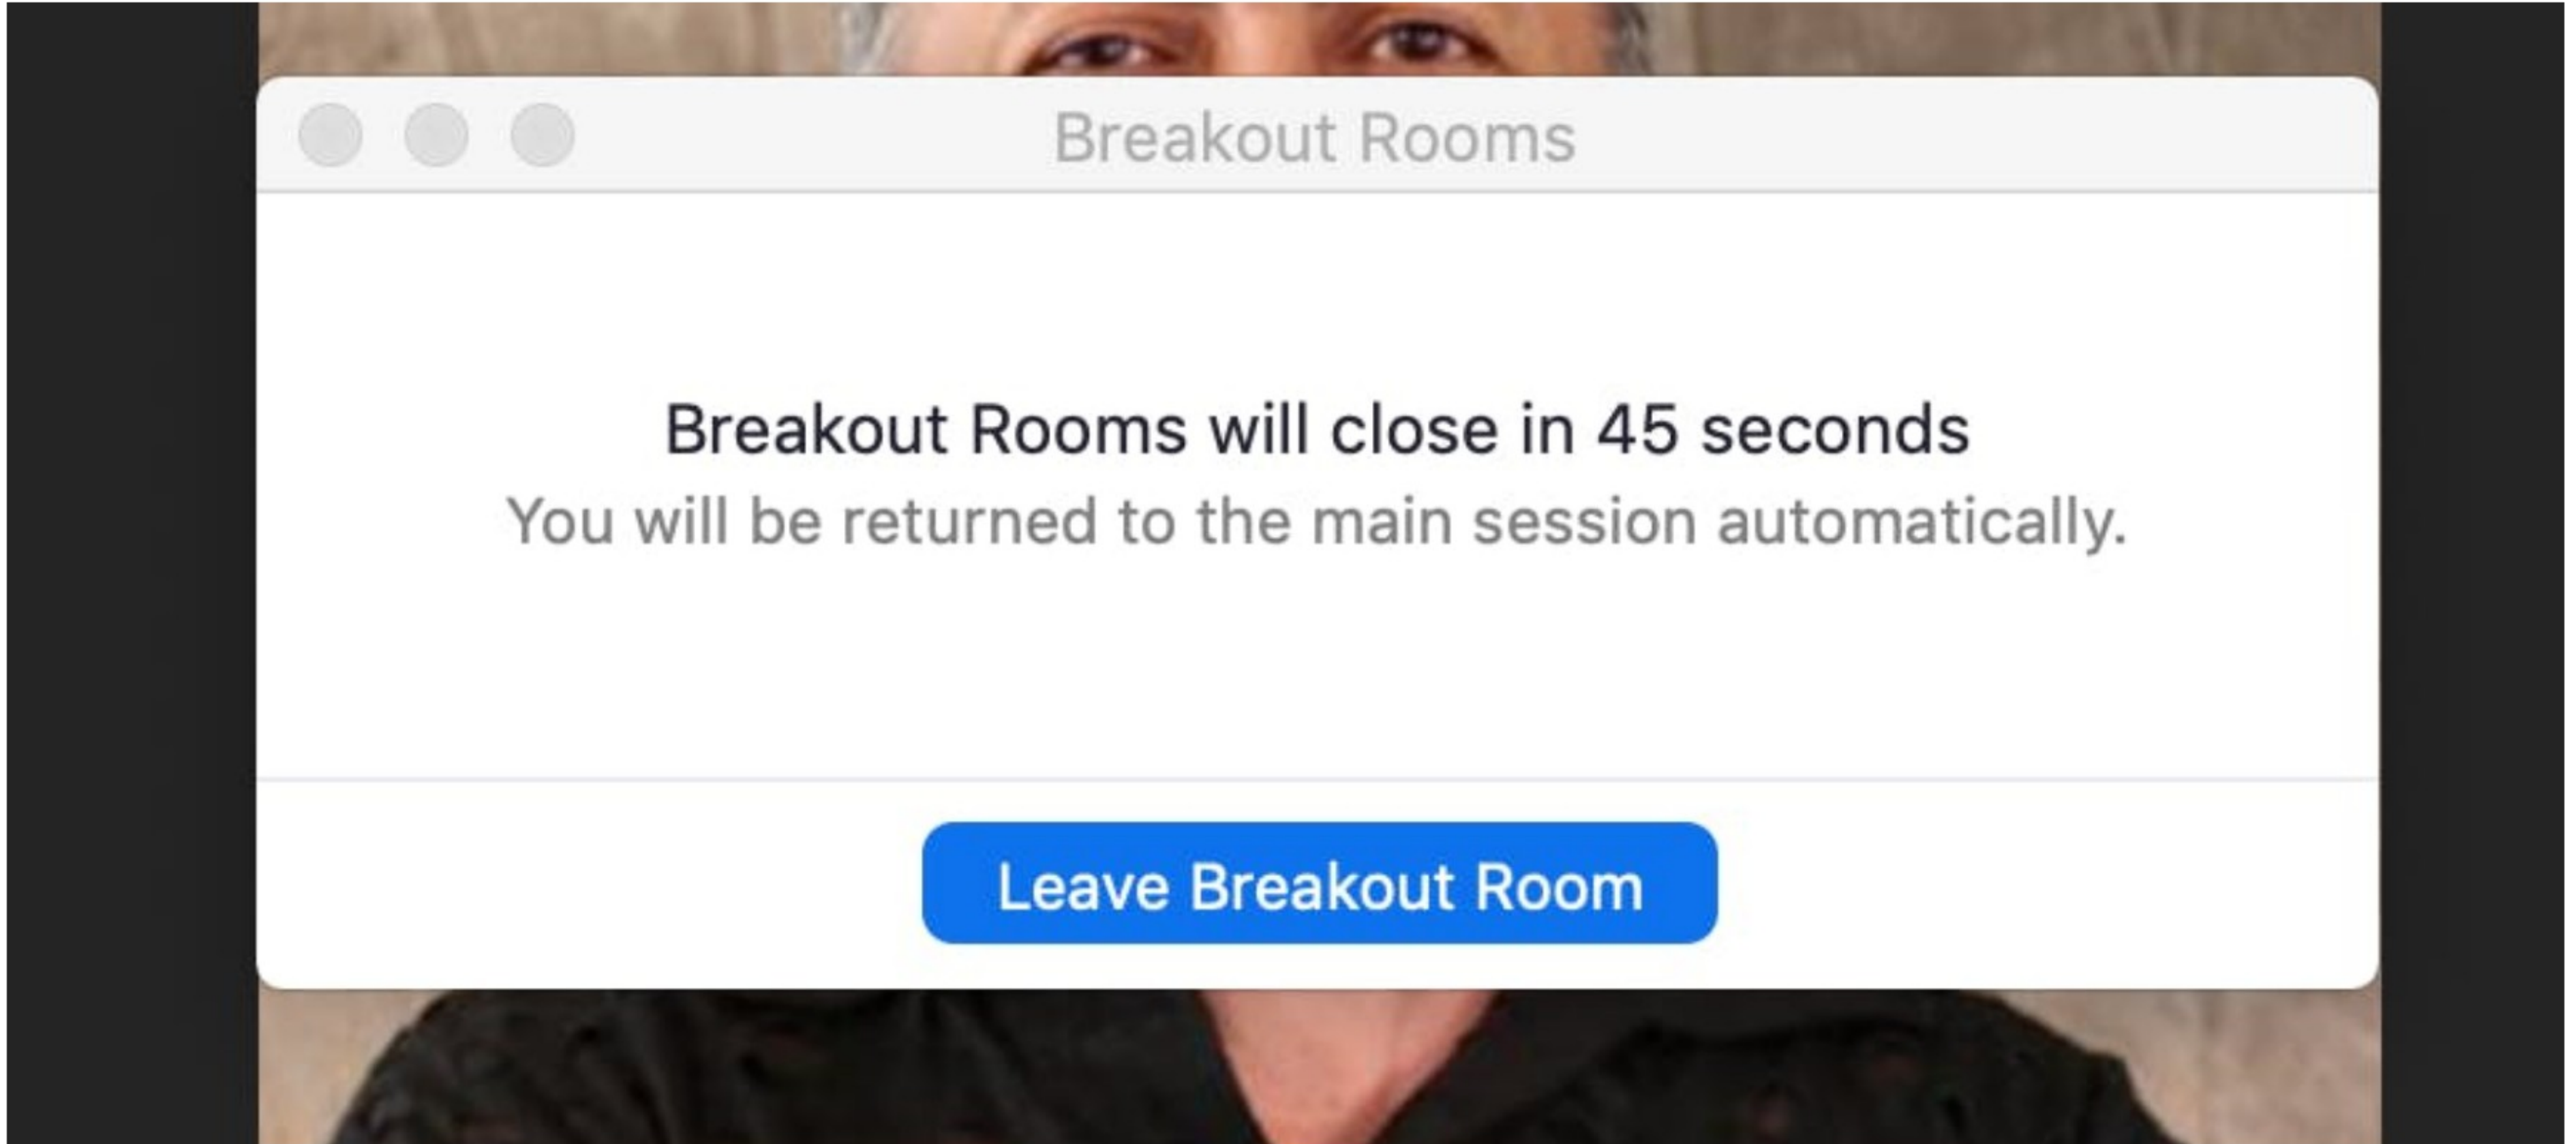 Breakout Rooms
Breakout Rooms will close in 45 seconds
You will be returned to the main session automatically.
Leave Breakout Room